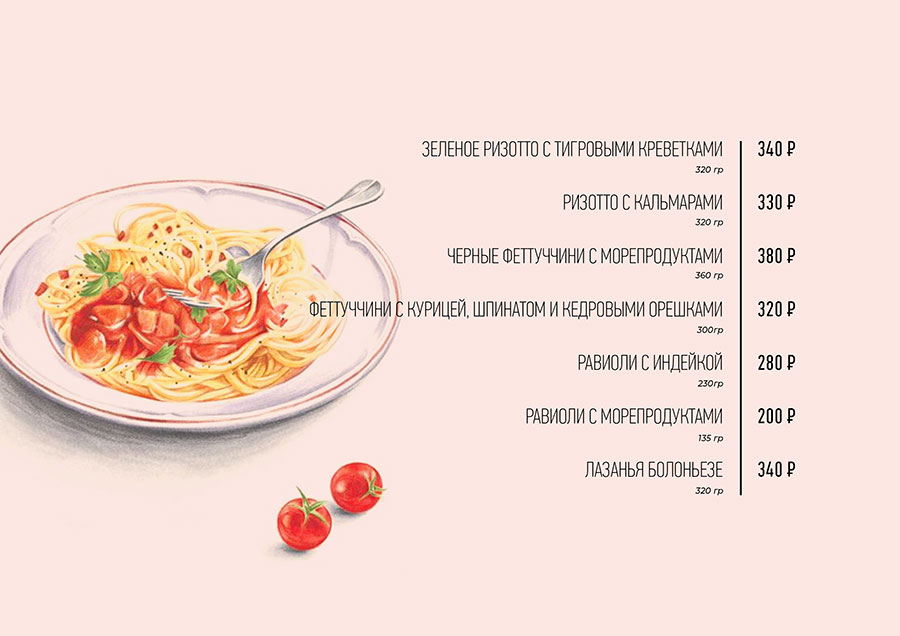 ЗЕЛЕНОЕ РИЗОТТО С ТИГРОВЫМИ КРЕВЕТКАМИ 340 ₽
320 гр
РИЗОТТО С КАЛЬМАРАМИ 330 ₽
320 гр
ЧЕРНЫЕ ФЕТТУЧЧИНИ С МОРЕПРОДУКТАМИ 380 ₽
360 гр
ФЕТТУЧЧИНИ С КУРИЦЕЙ, ШПИНАТОМ И КЕДРОВЫМИ ОРЕШКАМИ 320 ₽
300гр
РАВИОЛИ С ИНДЕЙКОЙ 280 ₽
230гр
РАВИОЛИ С МОРЕПРОДУКТАМИ 200 ₽
135 гр
ЛАЗАНЬЯ БОЛОНЬЕЗЕ 340 ₽
320 гр